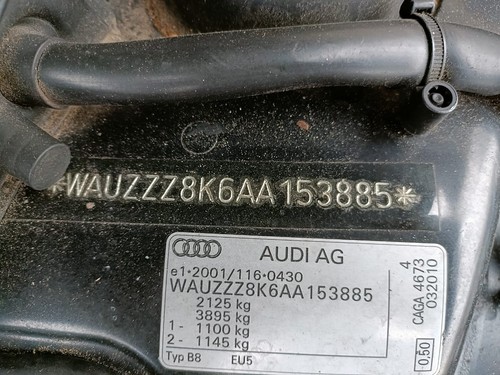 *WAUZZZ8K6AA153885*
AUDI AG
e1*2001/116*0430
WAUZZZ8K6AA153885
2125 kg
3895 kg
1- 1100 kg
2- 1145 kg
Typ B8 EU5
4
CAGA 4673
032010
0,50